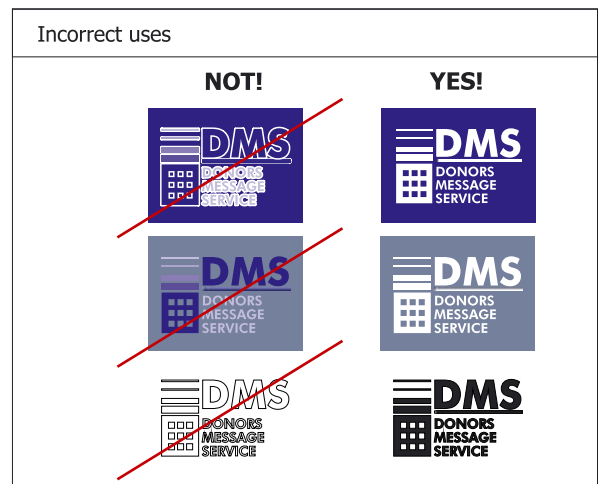 Incorrect uses
NOT!
YES!
DMS
DONORS
MESSAGE
SERVICE
DMS
DONORS
MESSAGE
SERVICE
DMS
DONORS
MESSAGE
SERVICE
DMS
DONORS
MESSAGE
SERVICE
DMS
DONORS
MESSAGE
SERVICE
DMS
DONORS
MESSAGE
SERVICE